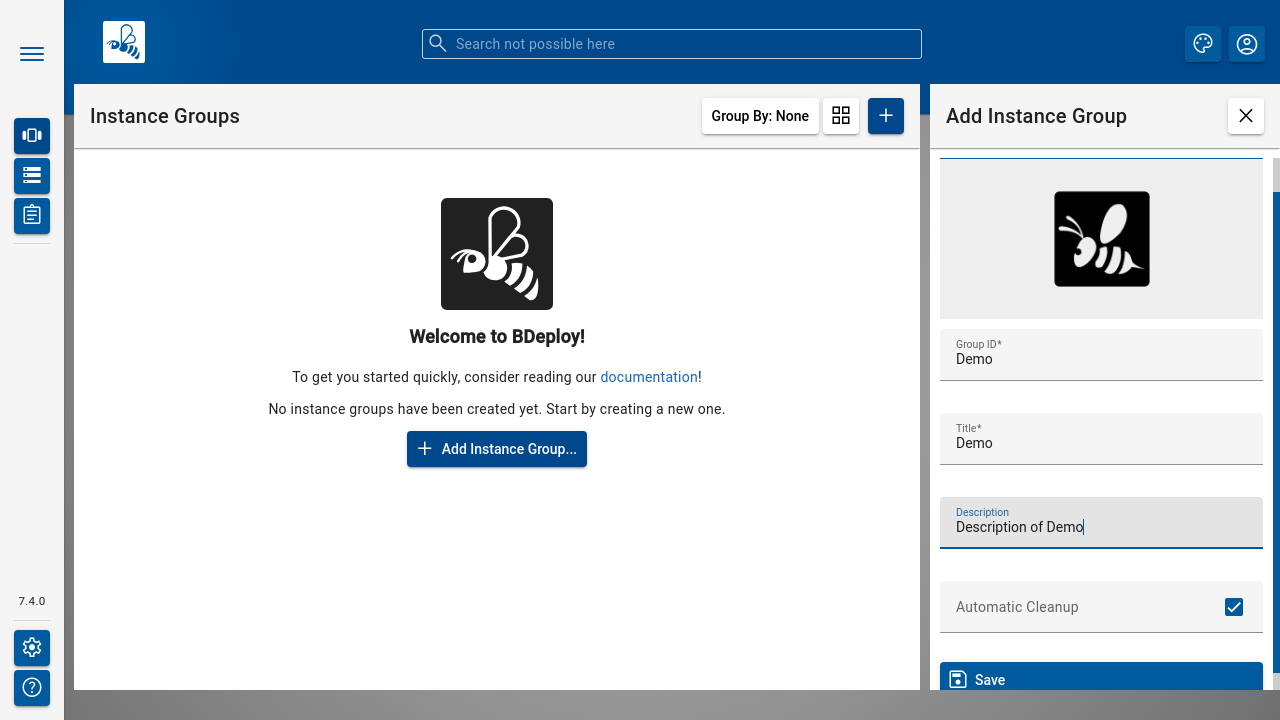 Search not possible here
Instance Groups
Group By: None
Add Instance Group
Welcome to BDeploy!
To get you started quickly, consider reading our documentation!
No instance groups have been created yet. Start by creating a new one.
Add Instance Group...
Group ID*
Demo
Title*
Demo
Description
Description of Demo
Automatic Cleanup
Save
7.4.0